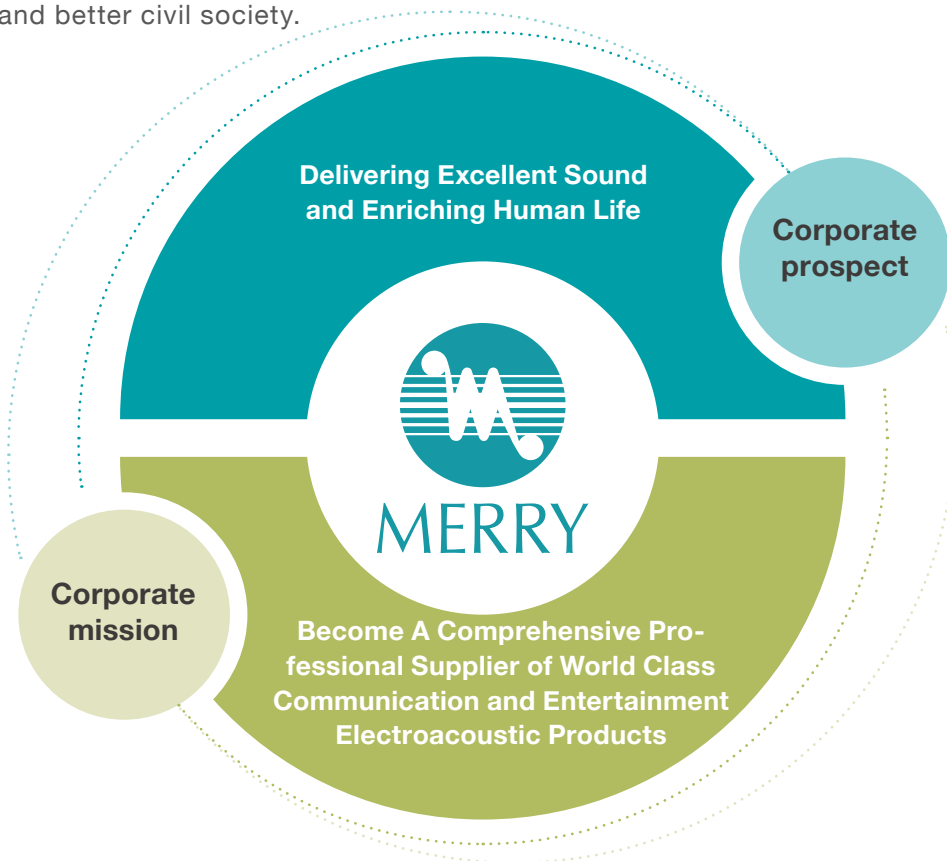 and better civil society.
Delivering Excellent Sound
and Enriching Human Life
Corporate
prospect
MERRY
Corporate
mission
Become A Comprehensive Pro-
fessional Supplier of World Class
Communication and Entertainment
Electroacoustic Products